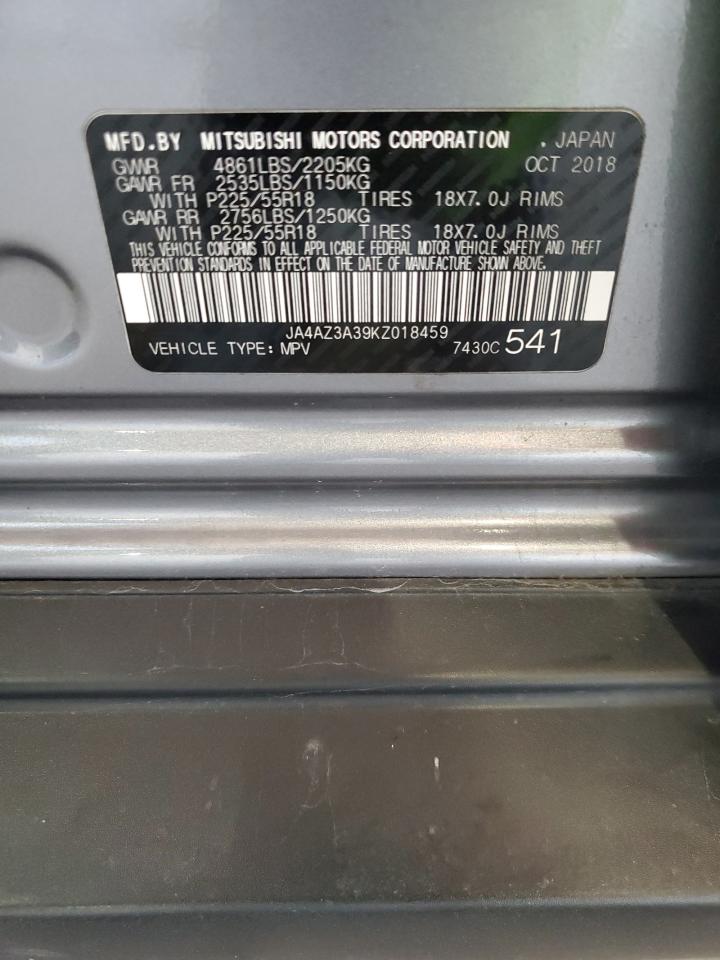 MFD.BY MITSUBISHI MOTORS CORPORATION . JAPAN
GVWR 4861LBS/2205KG OCT 2018
GAWR FR 2535LBS/1150KG
WITH P225/55R18 TIRES 18X7.0J RIMS
GAWR RR 2756LBS/1250KG
WITH P225/55R18 TIRES 18X7.0J RIMS
THIS VEHICLE CONFORMS TO ALL APPLICABLE FEDERAL MOTOR VEHICLE SAFETY AND THEFT
PREVENTION STANDARDS IN EFFECT ON THE DATE OF MANUFACTURE SHOWN ABOVE.
JA4AZ3A39KZ018459
VEHICLE TYPE: MPV 7430C 541